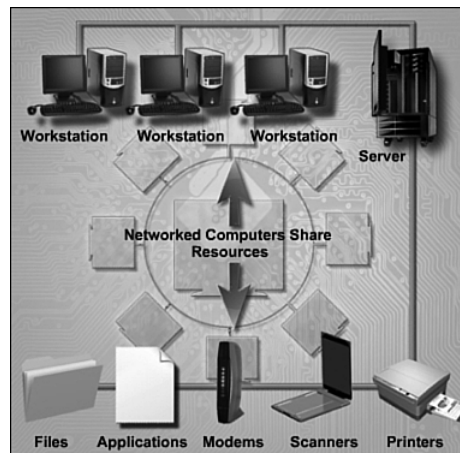 Workstation Workstation Workstation
Server
Networked Computers Share
Resources
Files Applications Modems Scanners Printers